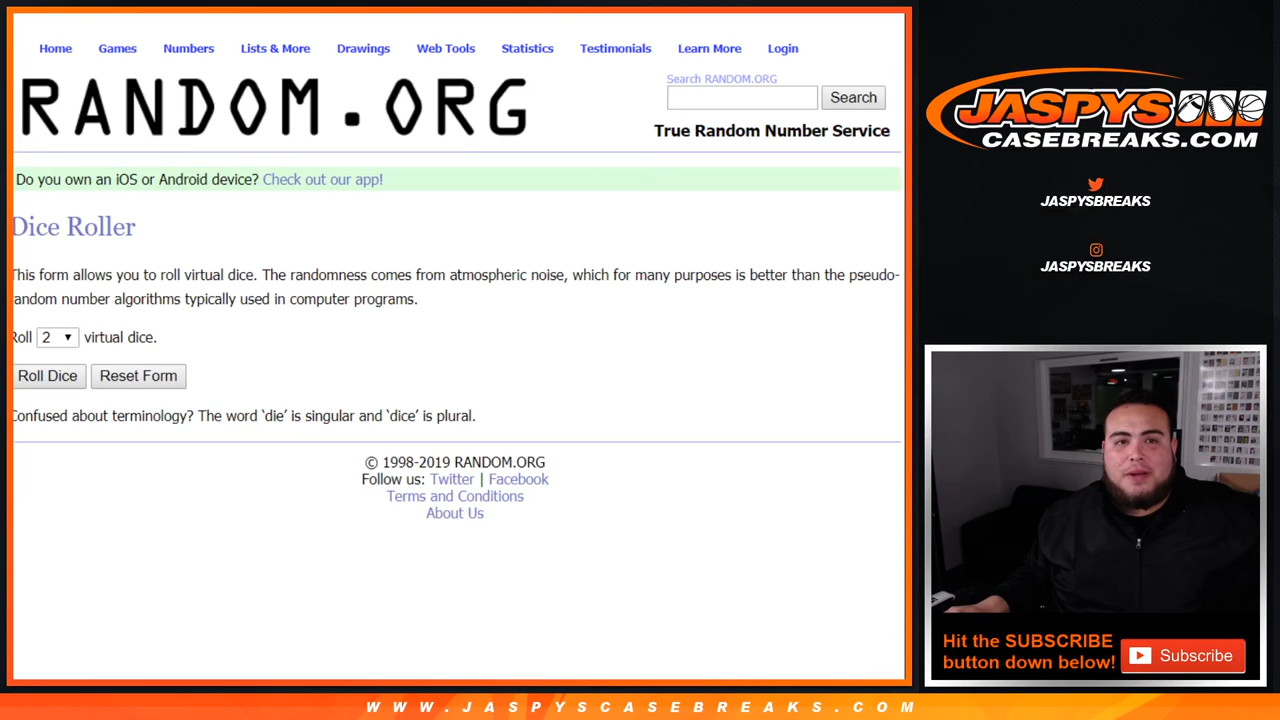 Home Games Numbers Lists & More Drawings Web Tools Statistics Testimonials Learn More Login
RANDOM.ORG
Search RANDOM.ORG
Search
True Random Number Service
Do you own an iOS or Android device? Check out our app!
Dice Roller
This form allows you to roll virtual dice. The randomness comes from atmospheric noise, which for many purposes is better than the pseudo-
random number algorithms typically used in computer programs.
Roll 2 virtual dice.
Roll Dice Reset Form
Confused about terminology? The word ‘die’ is singular and ‘dice’ is plural.
© 1998-2019 RANDOM.ORG
Follow us: Twitter | Facebook
Terms and Conditions
About Us
JASPYS
CASEBREAKS.COM
JASPYSBREAKS
JASPYSBREAKS
Hit the SUBSCRIBE
button down below!
Subscribe
WWW.JASPYSCASEBREAKS.COM